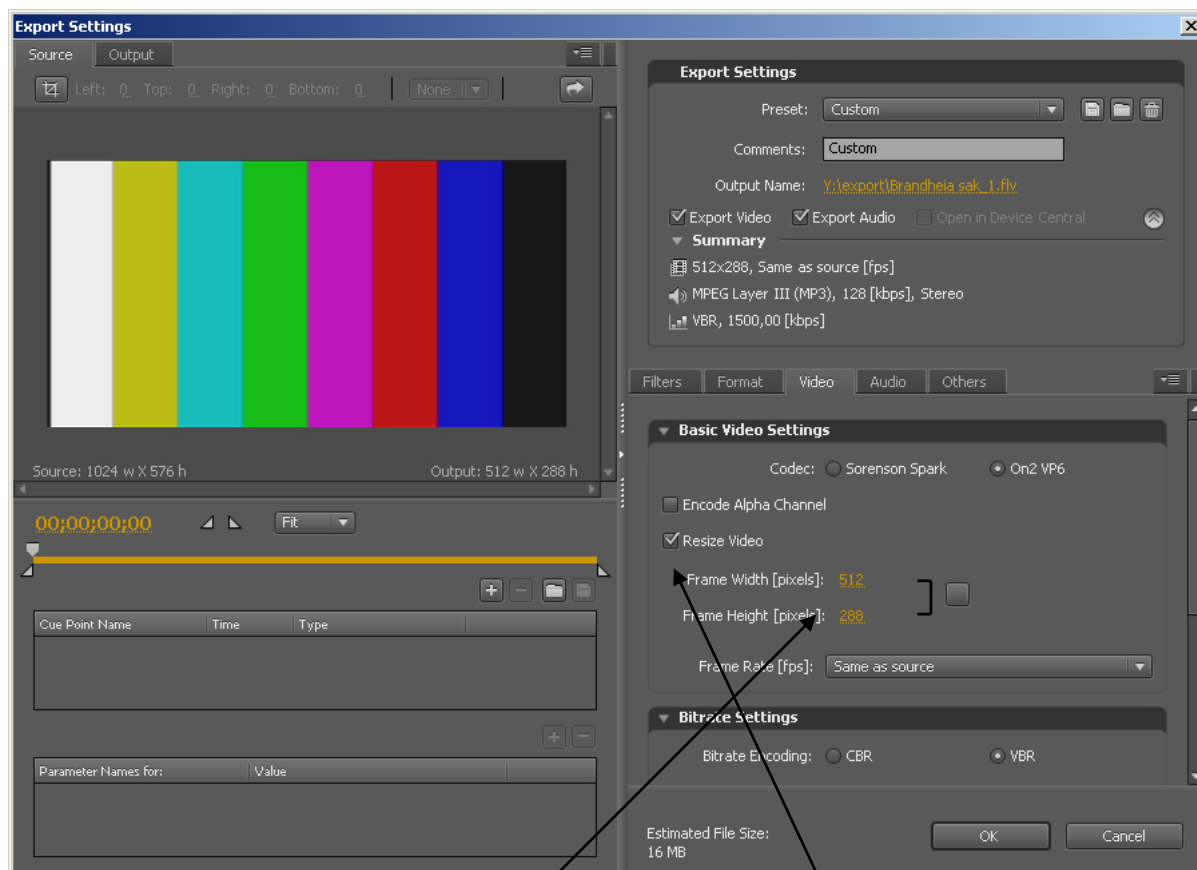 Export Settings
Source Output
Left: 0 Top: 0 Right: 0 Bottom: 0 None
Source: 1024 w X 576 h Output: 512 w X 288 h
00;00;00;00 Fit
Cue Point Name Time Type
Parameter Names for: Value
Export Settings
Preset: Custom
Comments: Custom
Output Name: Y:\export\Brandheia sak_1.flv
Export Video Export Audio Open in Device Central
Summary
512x288, Same as source [fps]
MPEG Layer III (MP3), 128 [kbps], Stereo
VBR, 1500,00 [kbps]
Filters Format Video Audio Others
Basic Video Settings
Codec: Sorenson Spark On2 VP6
Encode Alpha Channel
Resize Video
Frame Width [pixels]: 512
Frame Height [pixels]: 288
Frame Rate [fps]: Same as source
Bitrate Settings
Bitrate Encoding: CBR VBR
Estimated File Size:
16 MB
OK Cancel